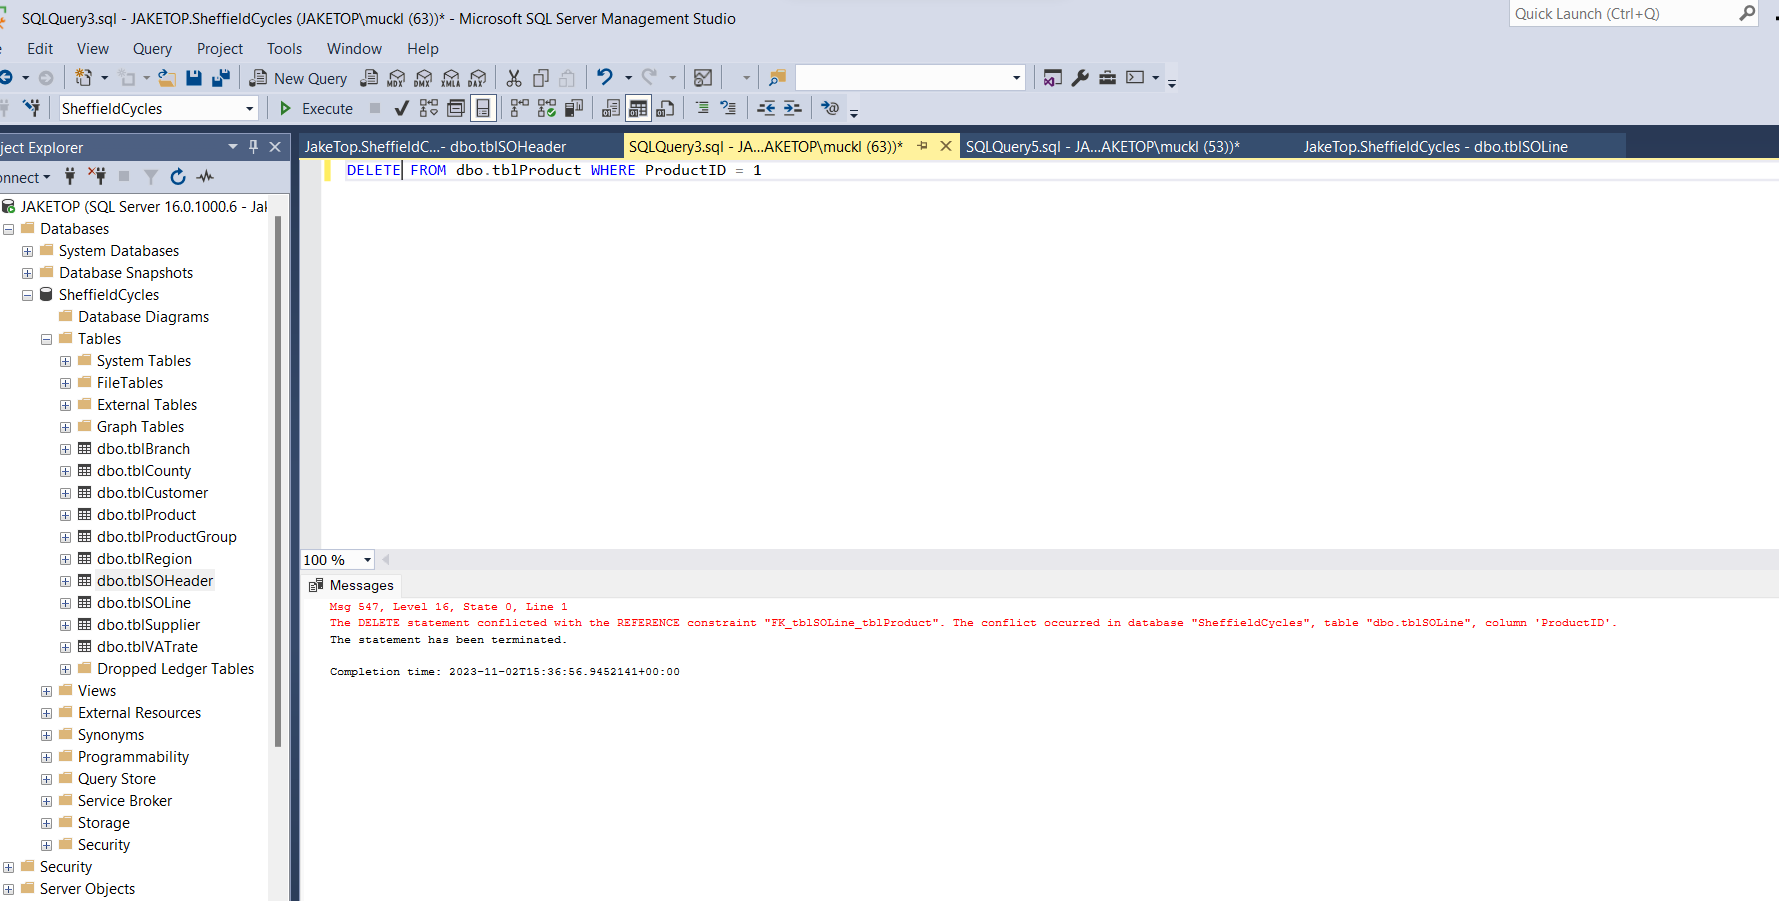 SQLQuery3.sql - JAKETOP.SheffieldCycles (JAKETOP\muckl (63))* - Microsoft SQL Server Management Studio
Quick Launch (Ctrl+Q)
Edit View Query Project Tools Window Help
New Query MDX DMX XMLA DAX
SheffieldCycles Execute
ject Explorer
JakeTop.SheffieldC...- dbo.tblSOHeader
SQLQuery3.sql - JA...AKETOP\muckl (63))*
SQLQuery5.sql - JA...AKETOP\muckl (53))*
JakeTop.SheffieldCycles - dbo.tblSOLine
DELETE FROM dbo.tblProduct WHERE ProductID = 1
onnect
JAKETOP (SQL Server 16.0.1000.6 - Jak
Databases
System Databases
Database Snapshots
SheffieldCycles
Database Diagrams
Tables
System Tables
FileTables
External Tables
Graph Tables
dbo.tblBranch
dbo.tblCounty
dbo.tblCustomer
dbo.tblProduct
dbo.tblProductGroup
dbo.tblRegion
dbo.tblSOHeader
dbo.tblSOLine
dbo.tblSupplier
dbo.tblVATrate
Dropped Ledger Tables
Views
External Resources
Synonyms
Programmability
Query Store
Service Broker
Storage
Security
Security
Server Objects
100 %
Messages
Msg 547, Level 16, State 0, Line 1
The DELETE statement conflicted with the REFERENCE constraint "FK_tblSOLine_tblProduct". The conflict occurred in database "SheffieldCycles", table "dbo.tblSOLine", column 'ProductID'.
The statement has been terminated.
Completion time: 2023-11-02T15:36:56.9452141+00:00